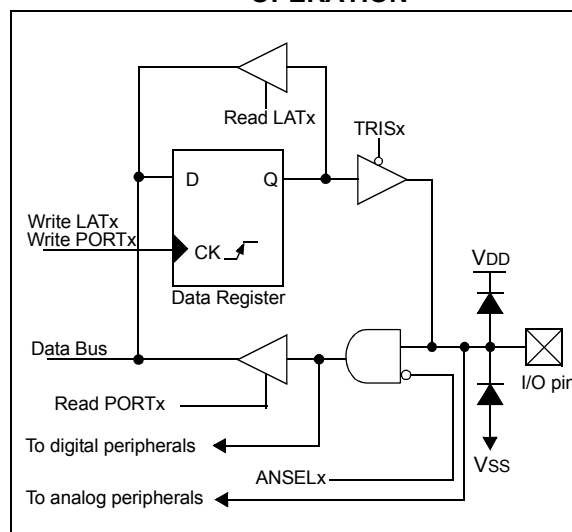 OPERATION
Read LATx
TRISx
D
Q
Write LATx
Write PORTx
CK
VDD
Data Register
Data Bus
I/O pin
Read PORTx
To digital peripherals
VSS
ANSELx
To analog peripherals